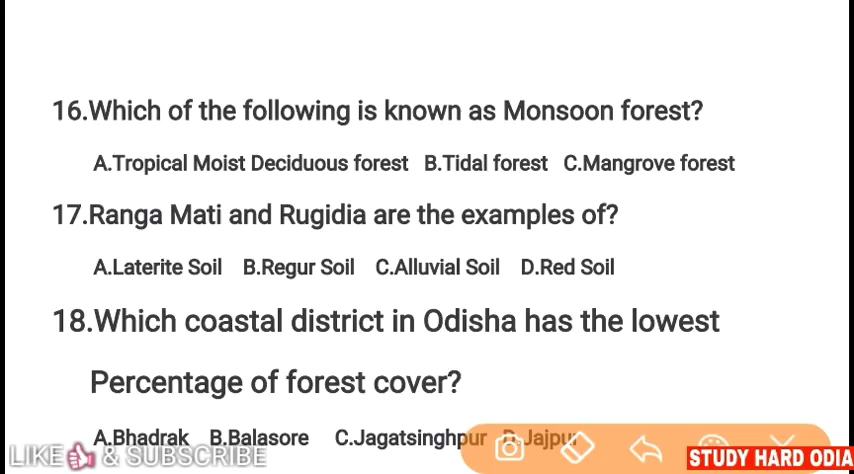 16.Which of the following is known as Monsoon forest?
A.Tropical Moist Deciduous forest B.Tidal forest C.Mangrove forest
17.Ranga Mati and Rugidia are the examples of?
A.Laterite Soil B.Regur Soil C.Alluvial Soil D.Red Soil
18.Which coastal district in Odisha has the lowest
Percentage of forest cover?
A.Bhadrak B.Balasore C.Jagatsinghpur D.Jajpur
LIKE & SUBSCRIBE
STUDY HARD ODIA